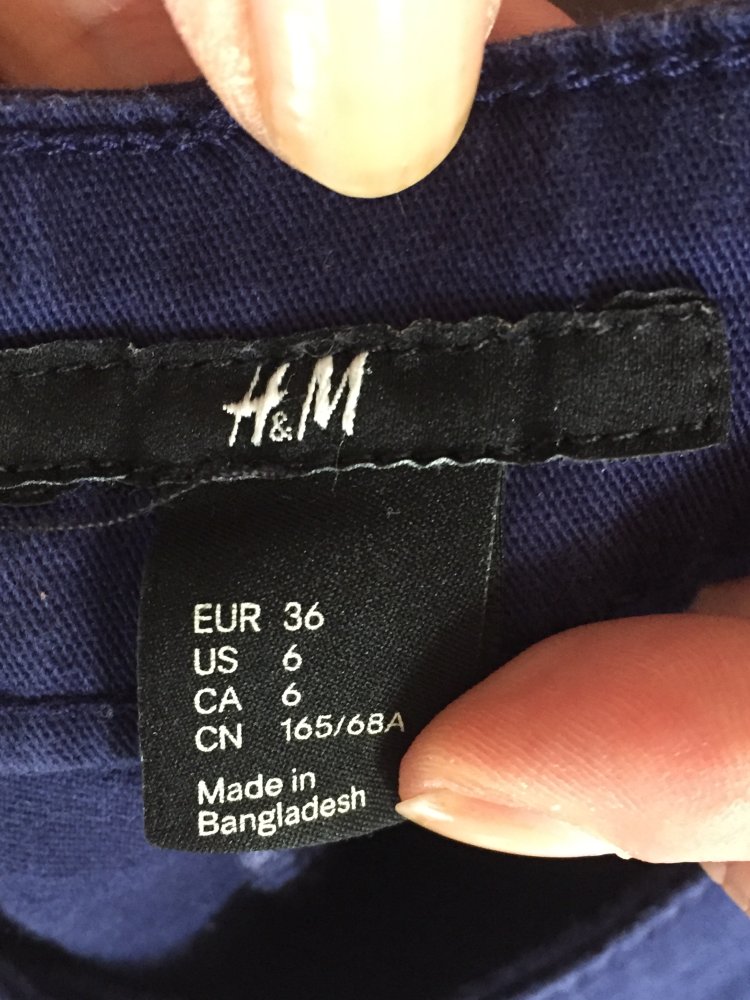 H&M
EUR 36
US 6
CA 6
CN 165/68A
Made in
Bangladesh